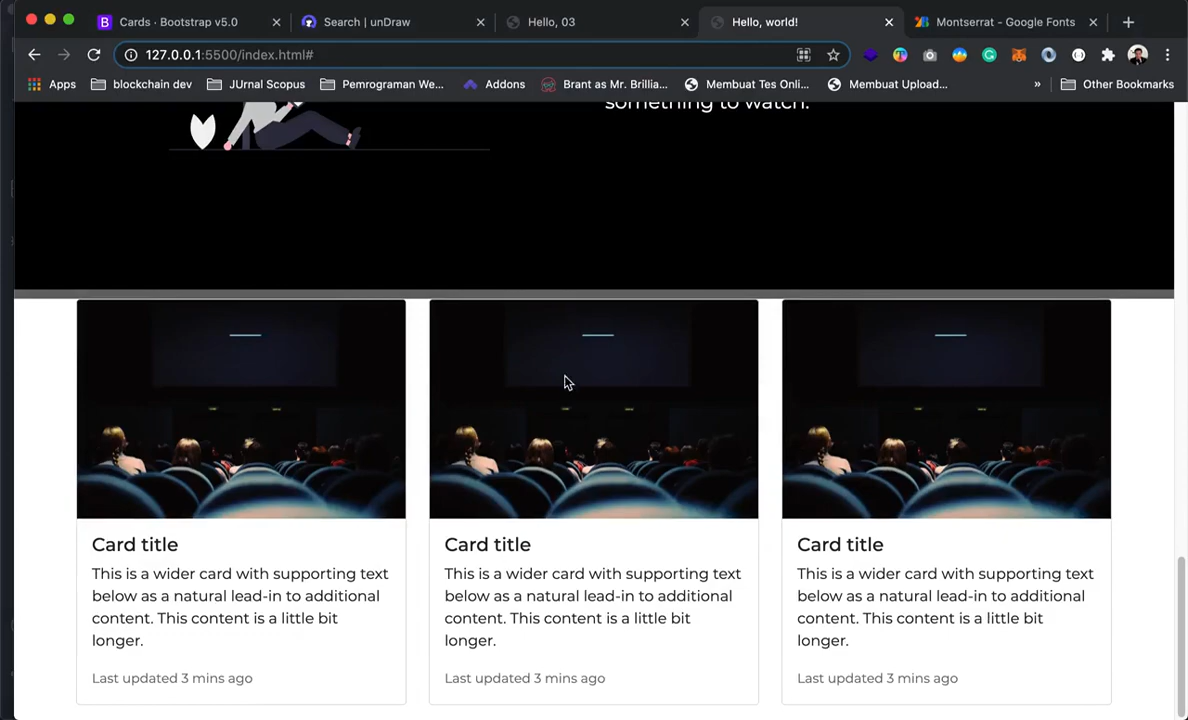 Cards · Bootstrap v5.0
Search | unDraw
Hello, 03
Hello, world!
Montserrat - Google Fonts
127.0.0.1:5500/index.html#
Apps
blockchain dev
JUrnal Scopus
Pemrograman We...
Addons
Brant as Mr. Brillia...
Membuat Tes Onli...
Membuat Upload...
»
Other Bookmarks
something to watch.
Card title
This is a wider card with supporting text
below as a natural lead-in to additional
content. This content is a little bit
longer.
Last updated 3 mins ago
Card title
This is a wider card with supporting text
below as a natural lead-in to additional
content. This content is a little bit
longer.
Last updated 3 mins ago
Card title
This is a wider card with supporting text
below as a natural lead-in to additional
content. This content is a little bit
longer.
Last updated 3 mins ago